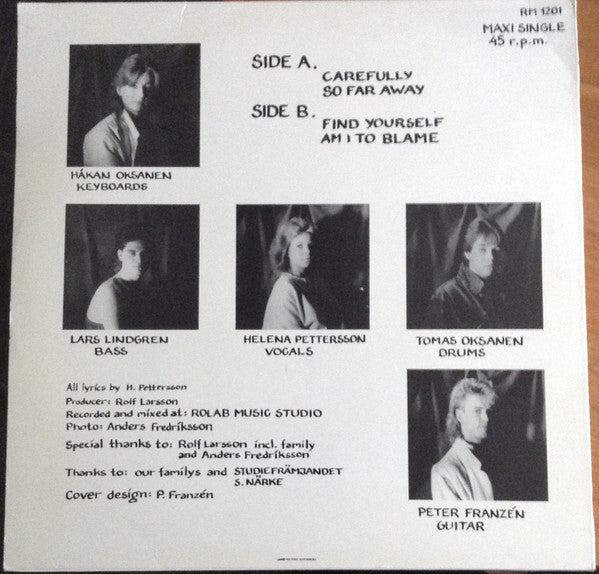 RM 1201
MAXI SINGLE
45 r.p.m.
SIDE A.
CAREFULLY
SO FAR AWAY
SIDE B.
FIND YOURSELF
AM I TO BLAME
HÅKAN OKSANEN
KEYBOARDS
LARS LINDGREN
BASS
HELENA PETTERSSON
VOCALS
TOMAS OKSANEN
DRUMS
All lyrics by H. Pettersson
Producer: Rolf Larsson
Recorded and mixed at: ROLAB MUSIC STUDIO
Photo: Anders Fredríksson
Special thanks to: Rolf Larsson incl. family
and Anders Fredríksson
Thanks to: our familys and STUDIEFRÄMJANDET
S. NÄRKE
Cover design: P. Franzén
PETER FRANZÉN
GUITAR